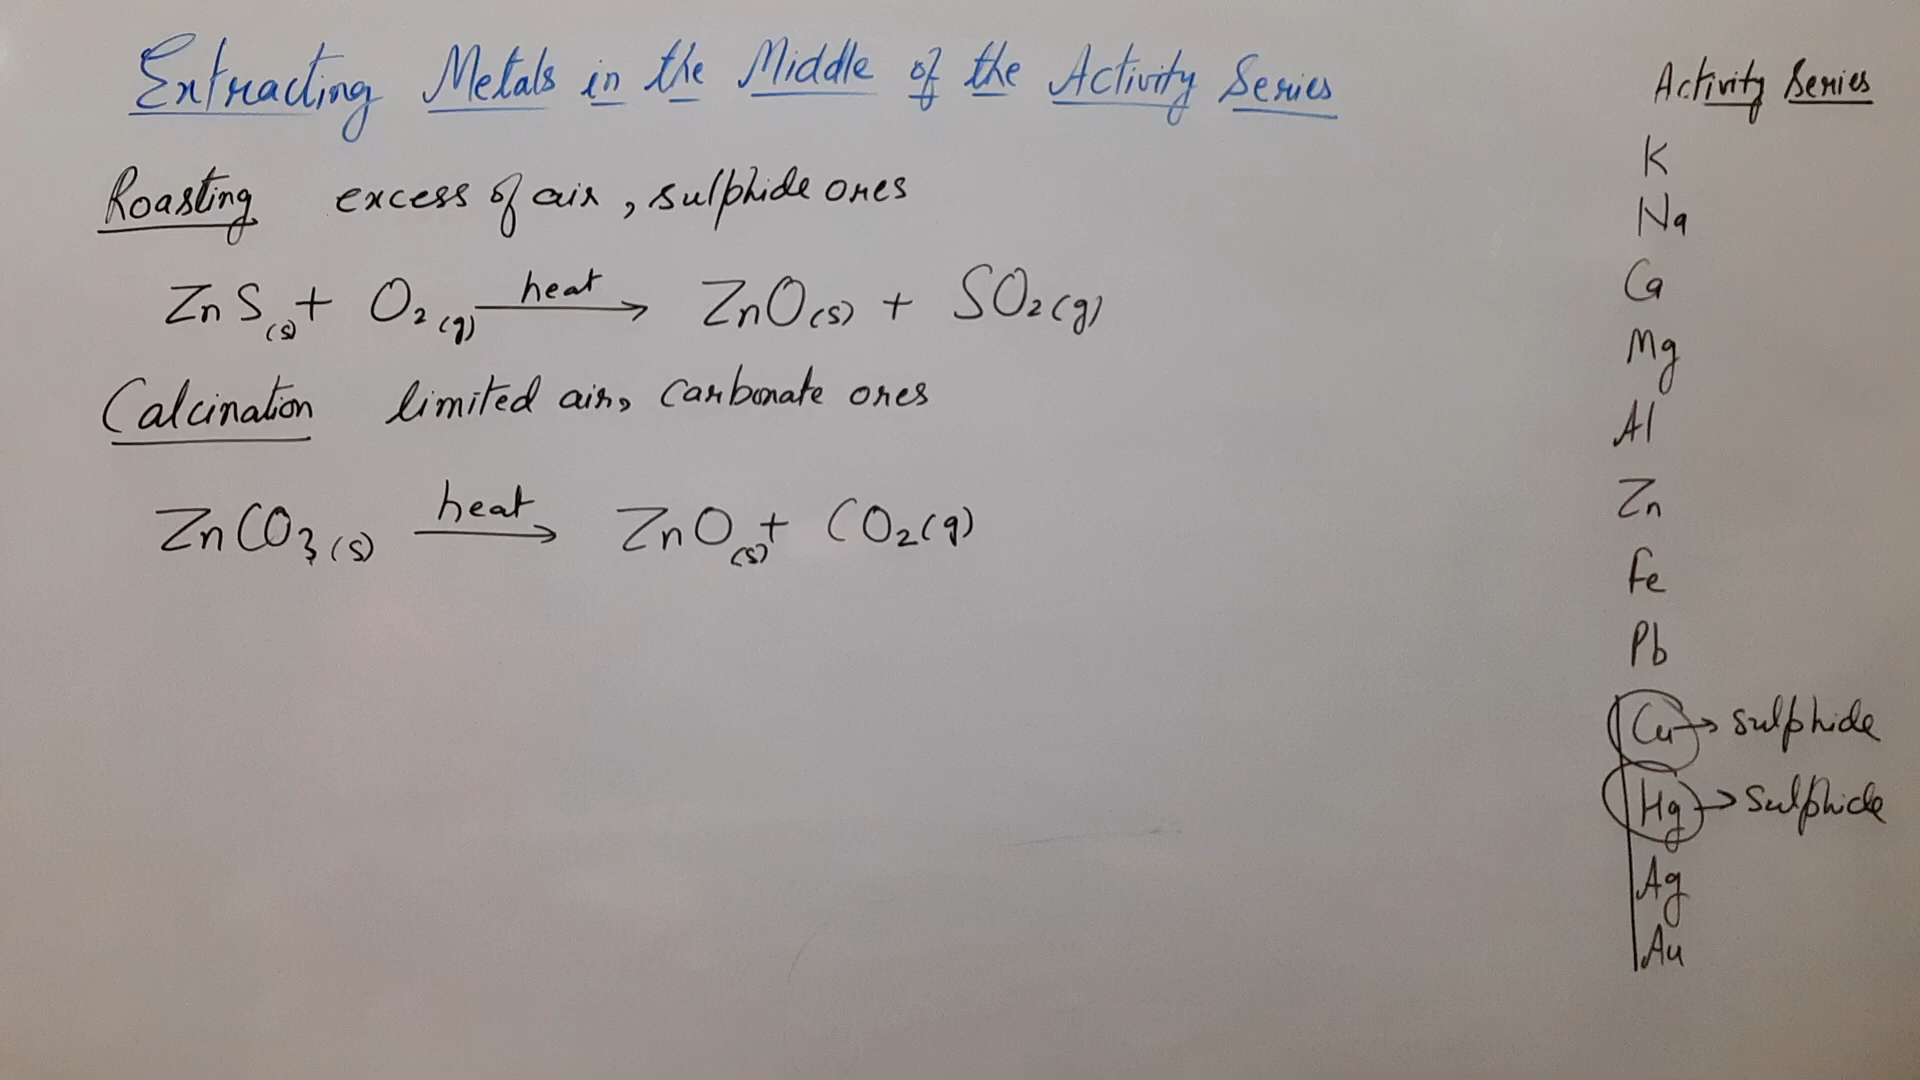 Extracting Metals in the Middle of the Activity Series
Roasting excess of air, sulphide ores
ZnS(s) + O2(g) heat → ZnO(s) + SO2(g)
Calcination limited air, carbonate ores
ZnCO3(s) heat → ZnO(s) + CO2(g)
Activity Series
K
Na
Ca
Mg
Al
Zn
Fe
Pb
Cu → sulphide
Hg → Sulphide
Ag
Au